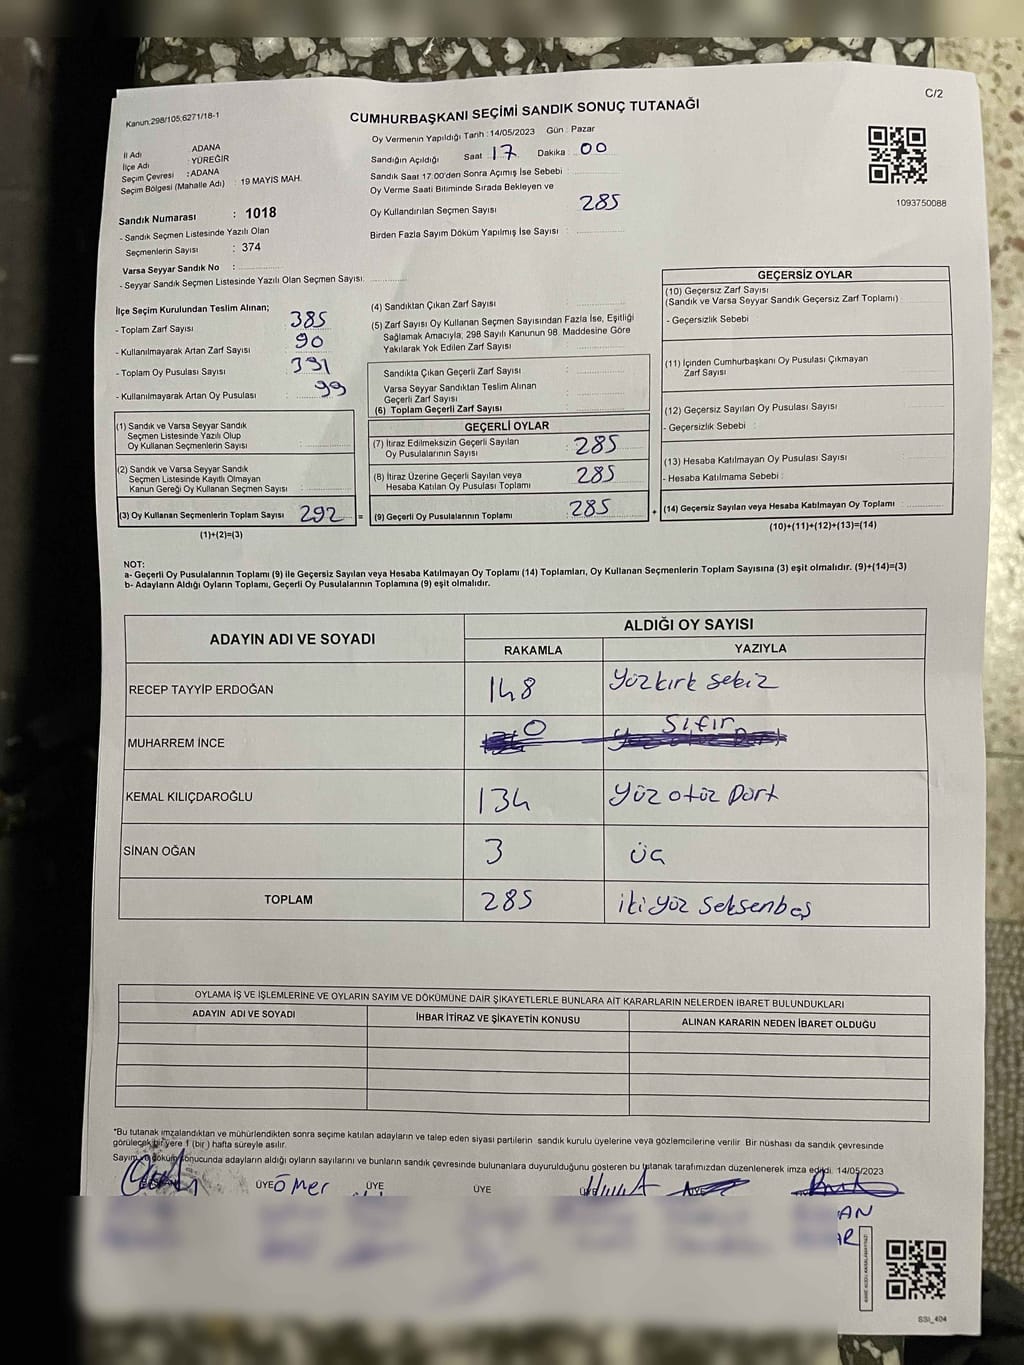 C/2
Kanun.298/105,6271/18-1
CUMHURBAŞKANI SEÇİMİ SANDIK SONUÇ TUTANAĞI
İl Adı ADANA
İlçe Adı : YÜREĞİR
Seçim Çevresi : ADANA
Seçim Bölgesi (Mahalle Adı) : 19 MAYIS MAH.
Sandık Numarası : 1018
- Sandık Seçmen Listesinde Yazılı Olan
Seçmenlerin Sayısı : 374
Varsa Seyyar Sandık No :
- Seyyar Sandık Seçmen Listesinde Yazılı Olan Seçmen Sayısı:
Oy Vermenin Yapıldığı Tarih : 14/05/2023 Gün : Pazar
Sandığın Açıldığı Saat : 17 Dakika : 00
Sandık Saat 17:00'den Sonra Açımış İse Sebebi :
Oy Verme Saati Bitiminde Sırada Bekleyen ve
Oy Kullandırılan Seçmen Sayısı 285
Birden Fazla Sayım Döküm Yapılmış İse Sayısı :
1093750088
İlçe Seçim Kurulundan Teslim Alınan;
- Toplam Zarf Sayısı 385
- Kullanılmayarak Artan Zarf Sayısı : 90
- Toplam Oy Pusulası Sayısı : 391
- Kullanılmayarak Artan Oy Pusulası : 99
(1) Sandık ve Varsa Seyyar Sandık
Seçmen Listesinde Yazılı Olup
Oy Kullanan Seçmenlerin Sayısı :
(2) Sandık ve Varsa Seyyar Sandık
Seçmen Listesinde Kayıtlı Olmayan
Kanun Gereği Oy Kullanan Seçmen Sayısı :
(3) Oy Kullanan Seçmenlerin Toplam Sayısı : 292 =
(1)+(2)=(3)
(4) Sandıktan Çıkan Zarf Sayısı :
(5) Zarf Sayısı Oy Kullanan Seçmen Sayısından Fazla İse, Eşitliği
Sağlamak Amacıyla; 298 Sayılı Kanunun 98. Maddesine Göre
Yakılarak Yok Edilen Zarf Sayısı :
Sandıkta Çıkan Geçerli Zarf Sayısı :
Varsa Seyyar Sandıktan Teslim Alınan
Geçerli Zarf Sayısı :
(6) Toplam Geçerli Zarf Sayısı :
GEÇERLİ OYLAR
(7) İtiraz Edilmeksizin Geçerli Sayılan
Oy Pusulalarının Sayısı : 285
(8) İtiraz Üzerine Geçerli Sayılan veya
Hesaba Katılan Oy Pusulası Toplamı : 285
(9) Geçerli Oy Pusulalarının Toplamı : 285 +
GEÇERSİZ OYLAR
(10) Geçersiz Zarf Sayısı
(Sandık ve Varsa Seyyar Sandık Geçersiz Zarf Toplamı) :
- Geçersizlik Sebebi :
(11) İçinden Cumhurbaşkanı Oy Pusulası Çıkmayan
Zarf Sayısı :
(12) Geçersiz Sayılan Oy Pusulası Sayısı :
- Geçersizlik Sebebi :
(13) Hesaba Katılmayan Oy Pusulası Sayısı :
- Hesaba Katılmama Sebebi :
(14) Geçersiz Sayılan veya Hesaba Katılmayan Oy Toplamı :
(10)+(11)+(12)+(13)=(14)
NOT:
a- Geçerli Oy Pusulalarının Toplamı (9) ile Geçersiz Sayılan veya Hesaba Katılmayan Oy Toplamı (14) Toplamları, Oy Kullanan Seçmenlerin Toplam Sayısına (3) eşit olmalıdır. (9)+(14)=(3)
b- Adayların Aldığı Oyların Toplamı, Geçerli Oy Pusulalarının Toplamına (9) eşit olmalıdır.
ADAYIN ADI VE SOYADI ALDIĞI OY SAYISI
RAKAMLA YAZIYLA
RECEP TAYYİP ERDOĞAN 148 Yüzkırk sekiz
MUHARREM İNCE 0 Sıfır
KEMAL KILIÇDAROĞLU 134 Yüz otuz Dört
SİNAN OĞAN 3 üç
TOPLAM 285 iki yüz seksenbeş
OYLAMA İŞ VE İŞLEMLERİNE VE OYLARIN SAYIM VE DÖKÜMÜNE DAİR ŞİKAYETLERLE BUNLARA AİT KARARLARIN NELERDEN İBARET BULUNDUKLARI
ADAYIN ADI VE SOYADI İHBAR İTİRAZ VE ŞİKAYETİN KONUSU ALINAN KARARIN NEDEN İBARET OLDUĞU
*Bu tutanak imzalandıktan ve mühürlendikten sonra seçime katılan adayların ve talep eden siyasi partilerin sandık kurulu üyelerine veya gözlemcilerine verilir. Bir nüshası da sandık çevresinde
görülecek bir yere 1 (bir) hafta süreyle asılır.
Sayım ve döküm sonucunda adayların aldığı oyların sayılarını ve bunların sandık çevresinde bulunanlara duyurulduğunu gösteren bu tutanak tarafımızdan düzenlenerek imza edildi. 14/05/2023
ÜYE Ömer ÜYE ÜYE
SSI_404